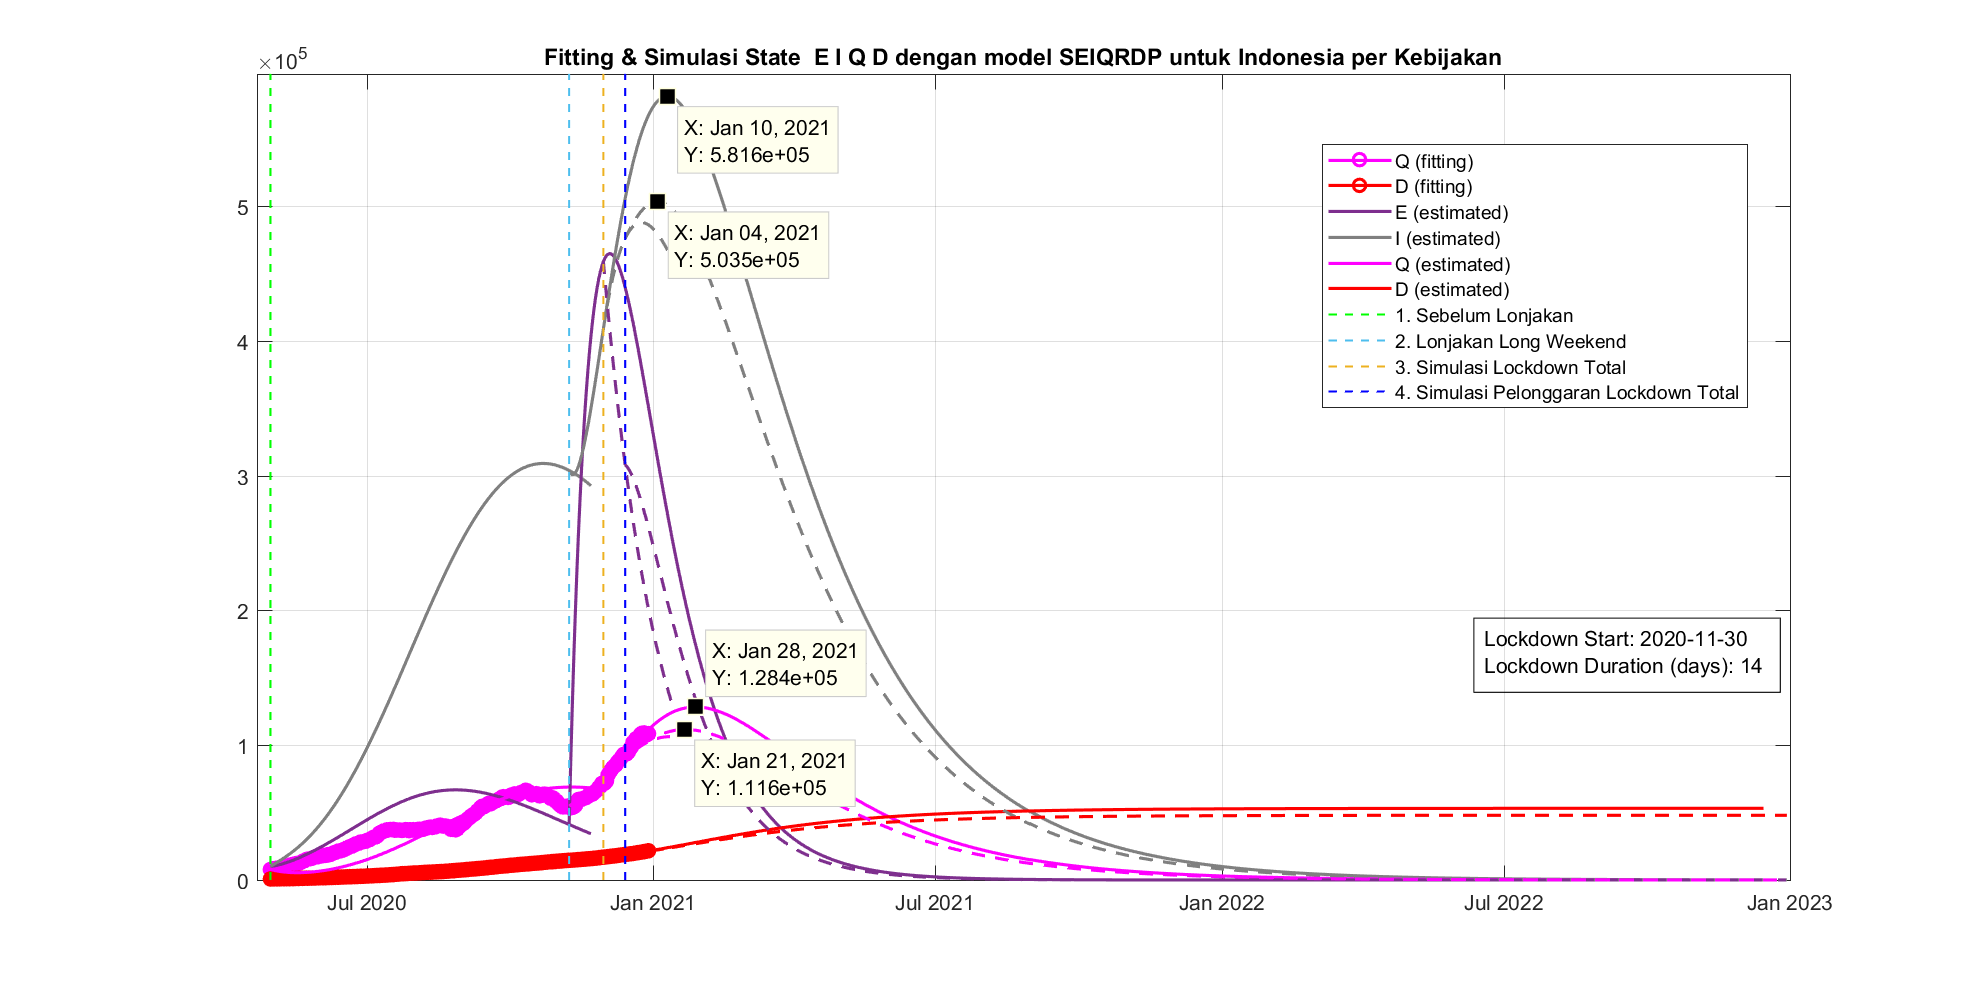 Fitting & Simulasi State  E I Q D dengan model SEIQRDP untuk Indonesia per Kebijakan
×10^5
5
4
3
2
1
0
Jul 2020
Jan 2021
Jul 2021
Jan 2022
Jul 2022
Jan 2023
X: Jan 10, 2021
Y: 5.816e+05
X: Jan 04, 2021
Y: 5.035e+05
X: Jan 28, 2021
Y: 1.284e+05
X: Jan 21, 2021
Y: 1.116e+05
Q (fitting)
D (fitting)
E (estimated)
I (estimated)
Q (estimated)
D (estimated)
1. Sebelum Lonjakan
2. Lonjakan Long Weekend
3. Simulasi Lockdown Total
4. Simulasi Pelonggaran Lockdown Total
Lockdown Start: 2020-11-30
Lockdown Duration (days): 14